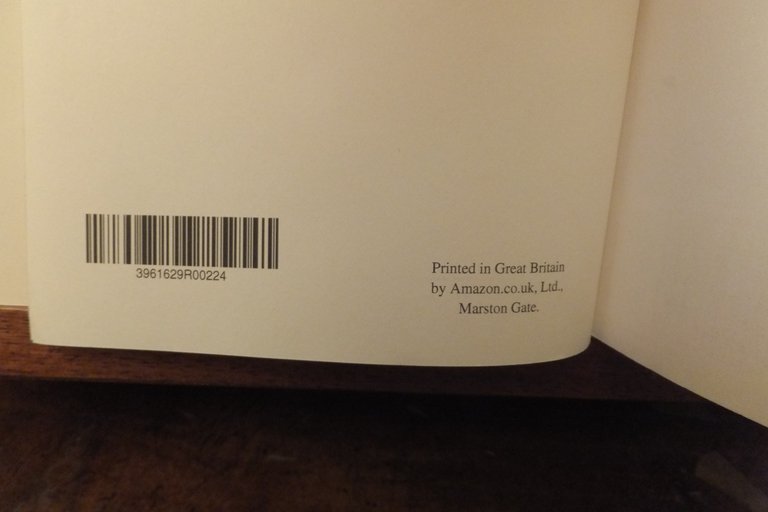 3961629R00224
Printed in Great Britain
by Amazon.co.uk, Ltd.,
Marston Gate.